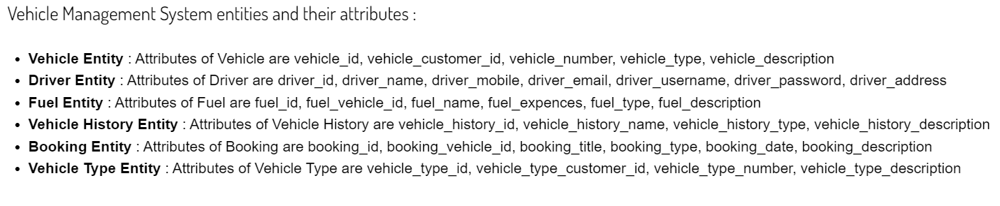 Vehicle Management System entities and their attributes :
• Vehicle Entity : Attributes of Vehicle are vehicle_id, vehicle_customer_id, vehicle_number, vehicle_type, vehicle_description
• Driver Entity : Attributes of Driver are driver_id, driver_name, driver_mobile, driver_email, driver_username, driver_password, driver_address
• Fuel Entity : Attributes of Fuel are fuel_id, fuel_vehicle_id, fuel_name, fuel_expences, fuel_type, fuel_description
• Vehicle History Entity : Attributes of Vehicle History are vehicle_history_id, vehicle_history_name, vehicle_history_type, vehicle_history_description
• Booking Entity : Attributes of Booking are booking_id, booking_vehicle_id, booking_title, booking_type, booking_date, booking_description
• Vehicle Type Entity : Attributes of Vehicle Type are vehicle_type_id, vehicle_type_customer_id, vehicle_type_number, vehicle_type_description